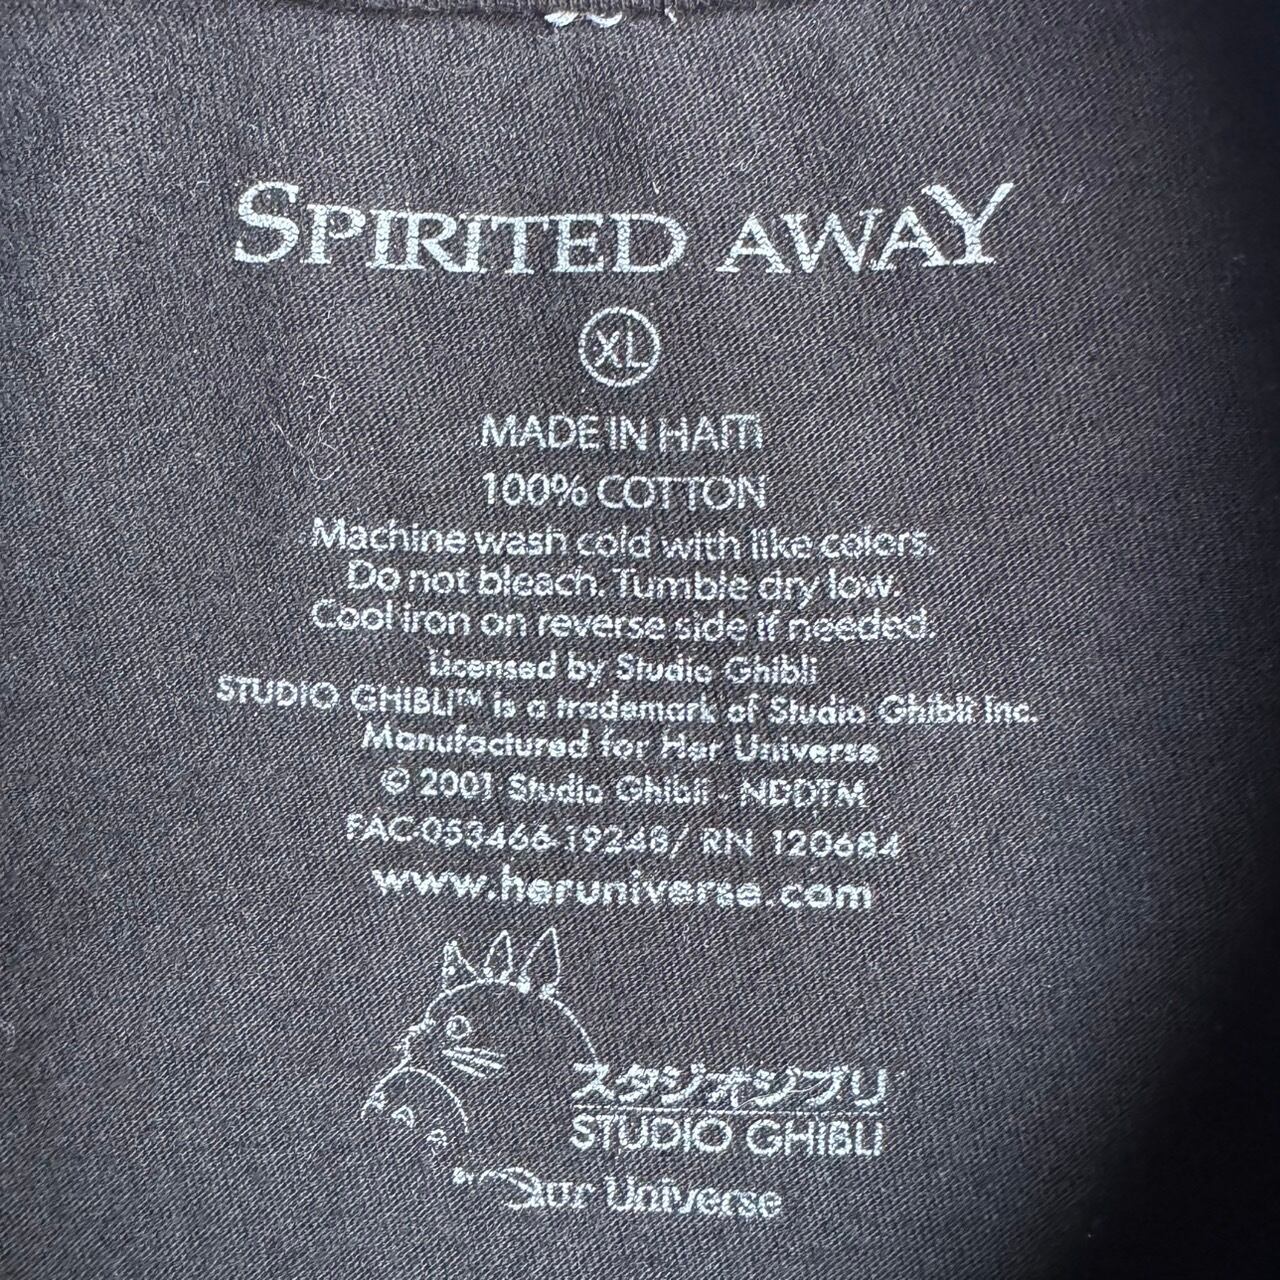 SPIRITED AWAY
XL
MADE IN HAITI
100% COTTON
Machine wash cold with like colors.
Do not bleach. Tumble dry low.
Cool iron on reverse side if needed.
Licensed by Studio Ghibli
STUDIO GHIBLI™ is a trademark of Studio Ghibli Inc.
Manufactured for Her Universe
© 2001 Studio Ghibli - NDDTM
FAC-053466-19248/ RN 120684
www.heruniverse.com
スタジオジブリ
STUDIO GHIBLI
BY Our Universe